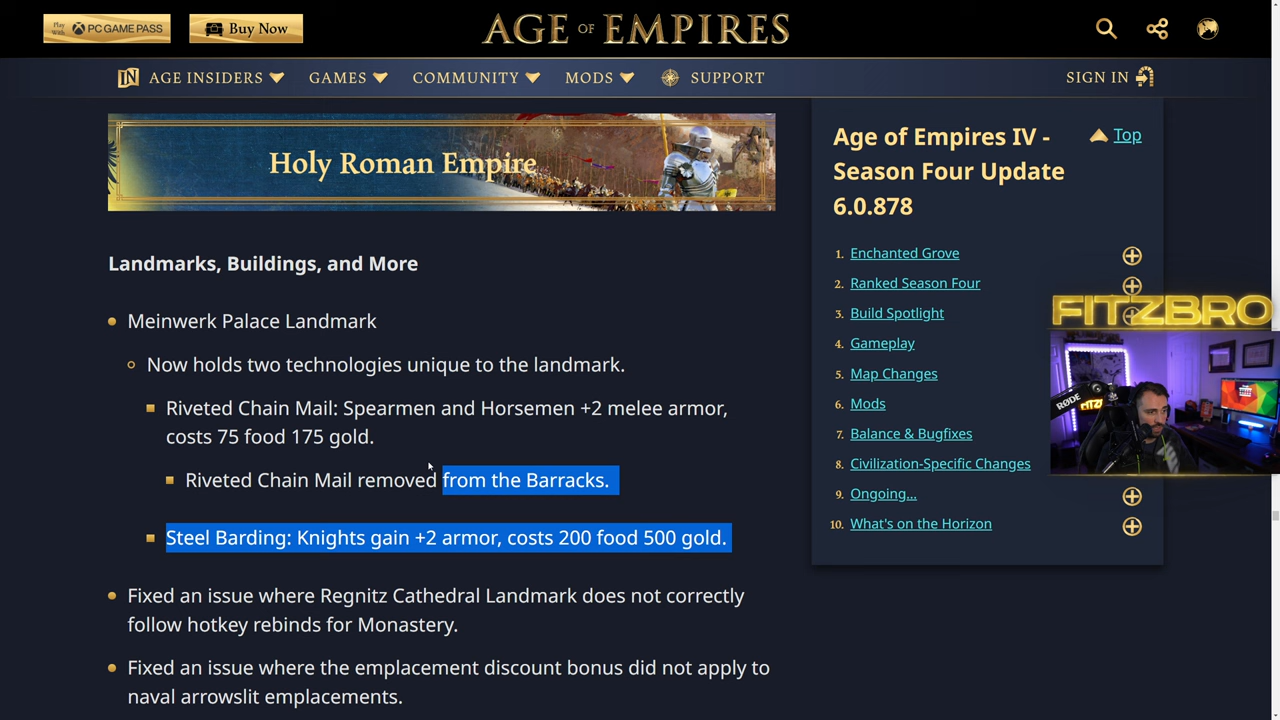 Play With
PC GAME PASS
Buy Now
AGE OF EMPIRES
IN AGE INSIDERS GAMES COMMUNITY MODS SUPPORT
SIGN IN
Holy Roman Empire
Landmarks, Buildings, and More
Meinwerk Palace Landmark
Now holds two technologies unique to the landmark.
Riveted Chain Mail: Spearmen and Horsemen +2 melee armor,
costs 75 food 175 gold.
Riveted Chain Mail removed from the Barracks.
Steel Barding: Knights gain +2 armor, costs 200 food 500 gold.
Fixed an issue where Regnitz Cathedral Landmark does not correctly
follow hotkey rebinds for Monastery.
Fixed an issue where the emplacement discount bonus did not apply to
naval arrowslit emplacements.
Age of Empires IV -
Season Four Update
6.0.878
Top
1. Enchanted Grove
2. Ranked Season Four
3. Build Spotlight
4. Gameplay
5. Map Changes
6. Mods
7. Balance & Bugfixes
8. Civilization-Specific Changes
9. Ongoing...
10. What's on the Horizon
FITZBRO
RØDE
FITZ